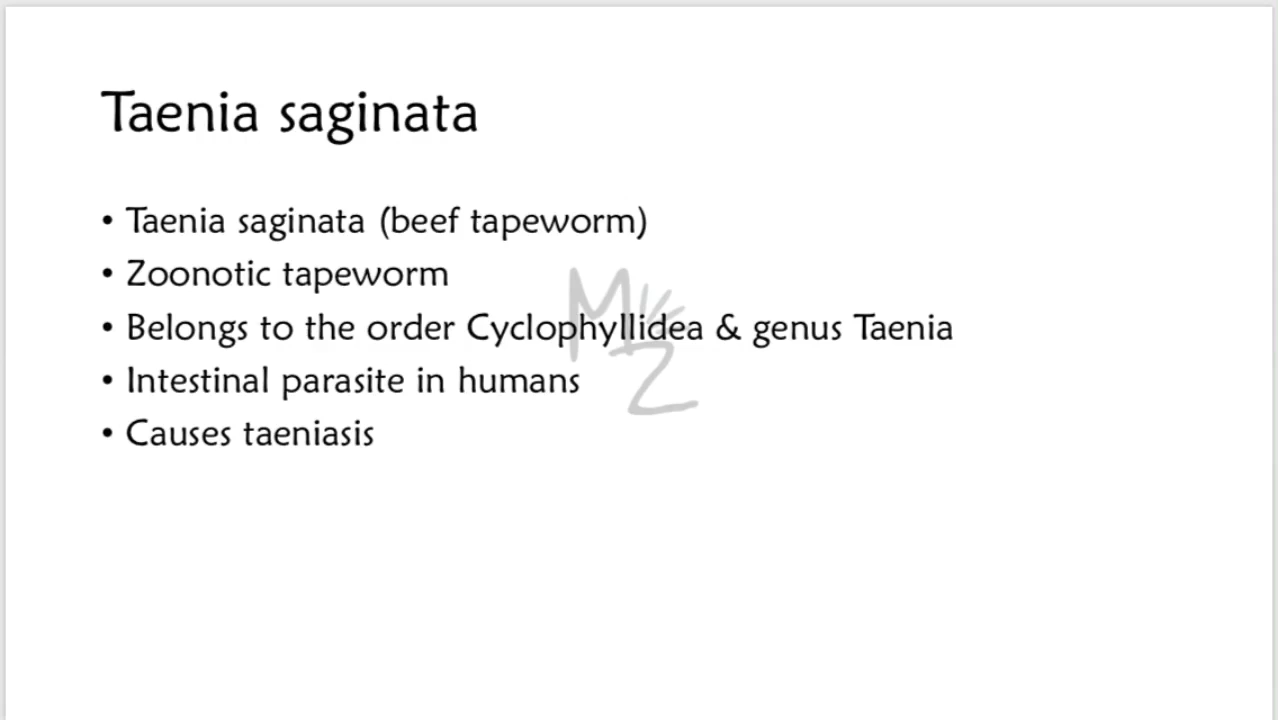 Taenia saginata
• Taenia saginata (beef tapeworm)
• Zoonotic tapeworm
• Belongs to the order Cyclophyllidea & genus Taenia
• Intestinal parasite in humans
• Causes taeniasis